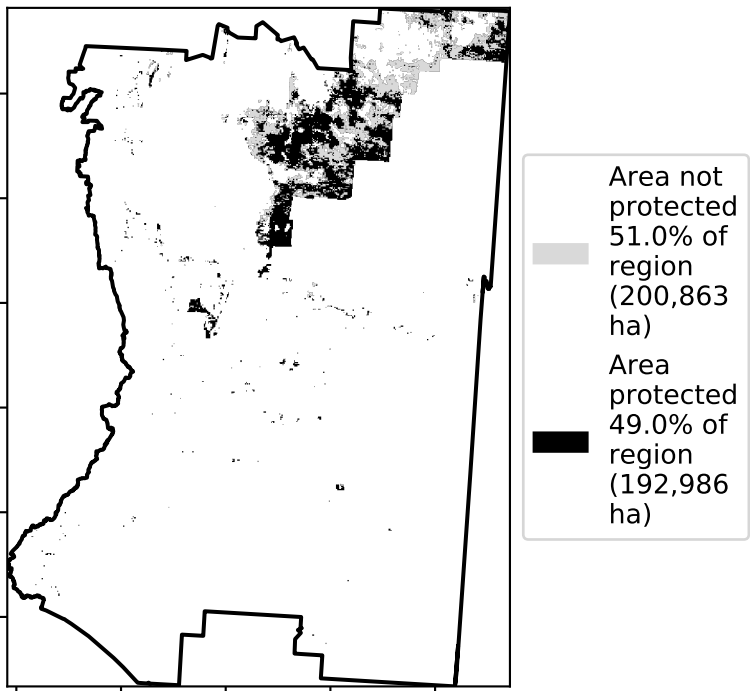 Area not
protected
51.0% of
region
(200,863
ha)
Area
protected
49.0% of
region
(192,986
ha)